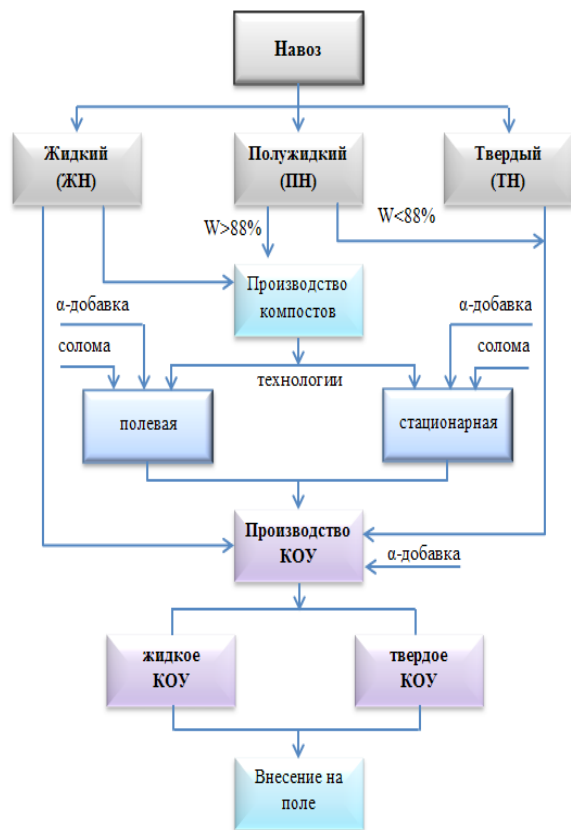 Навоз
Жидкий
(ЖН)
Полужидкий
(ПН)
Твердый
(ТН)
W>88%
W<88%
Производство
компостов
α-добавка
солома
α-добавка
солома
технологии
полевая
стационарная
Производство
КОУ
α-добавка
жидкое
КОУ
твердое
КОУ
Внесение на
поле